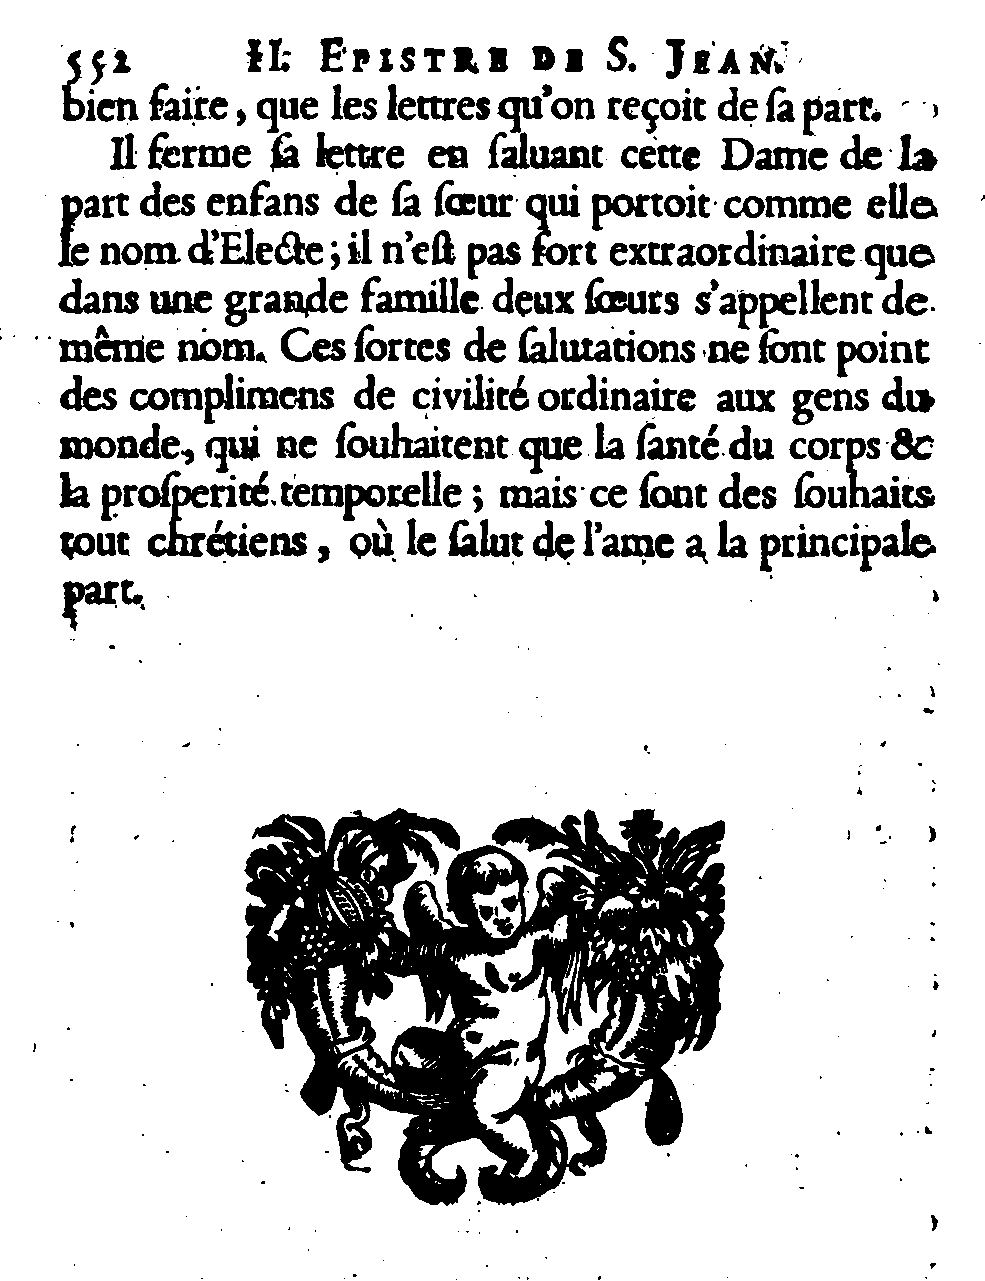 552 II. EPISTRE DE S. JEAN.
bien faire, que les lettres qu'on reçoit de ſa part.
Il ferme ſa lettre en ſaluant cette Dame de la
part des enfans de ſa ſœur qui portoit comme elle
le nom d'Electe; il n'eſt pas fort extraordinaire que
dans une grande famille deux ſœurs s'appellent de
même nom. Ces ſortes de ſalutations ne ſont point
des complimens de civilité ordinaire aux gens du
monde, qui ne ſouhaitent que la ſanté du corps &
la proſperité temporelle; mais ce ſont des ſouhaits
tout chrétiens, où le ſalut de l'ame a la principale
part.